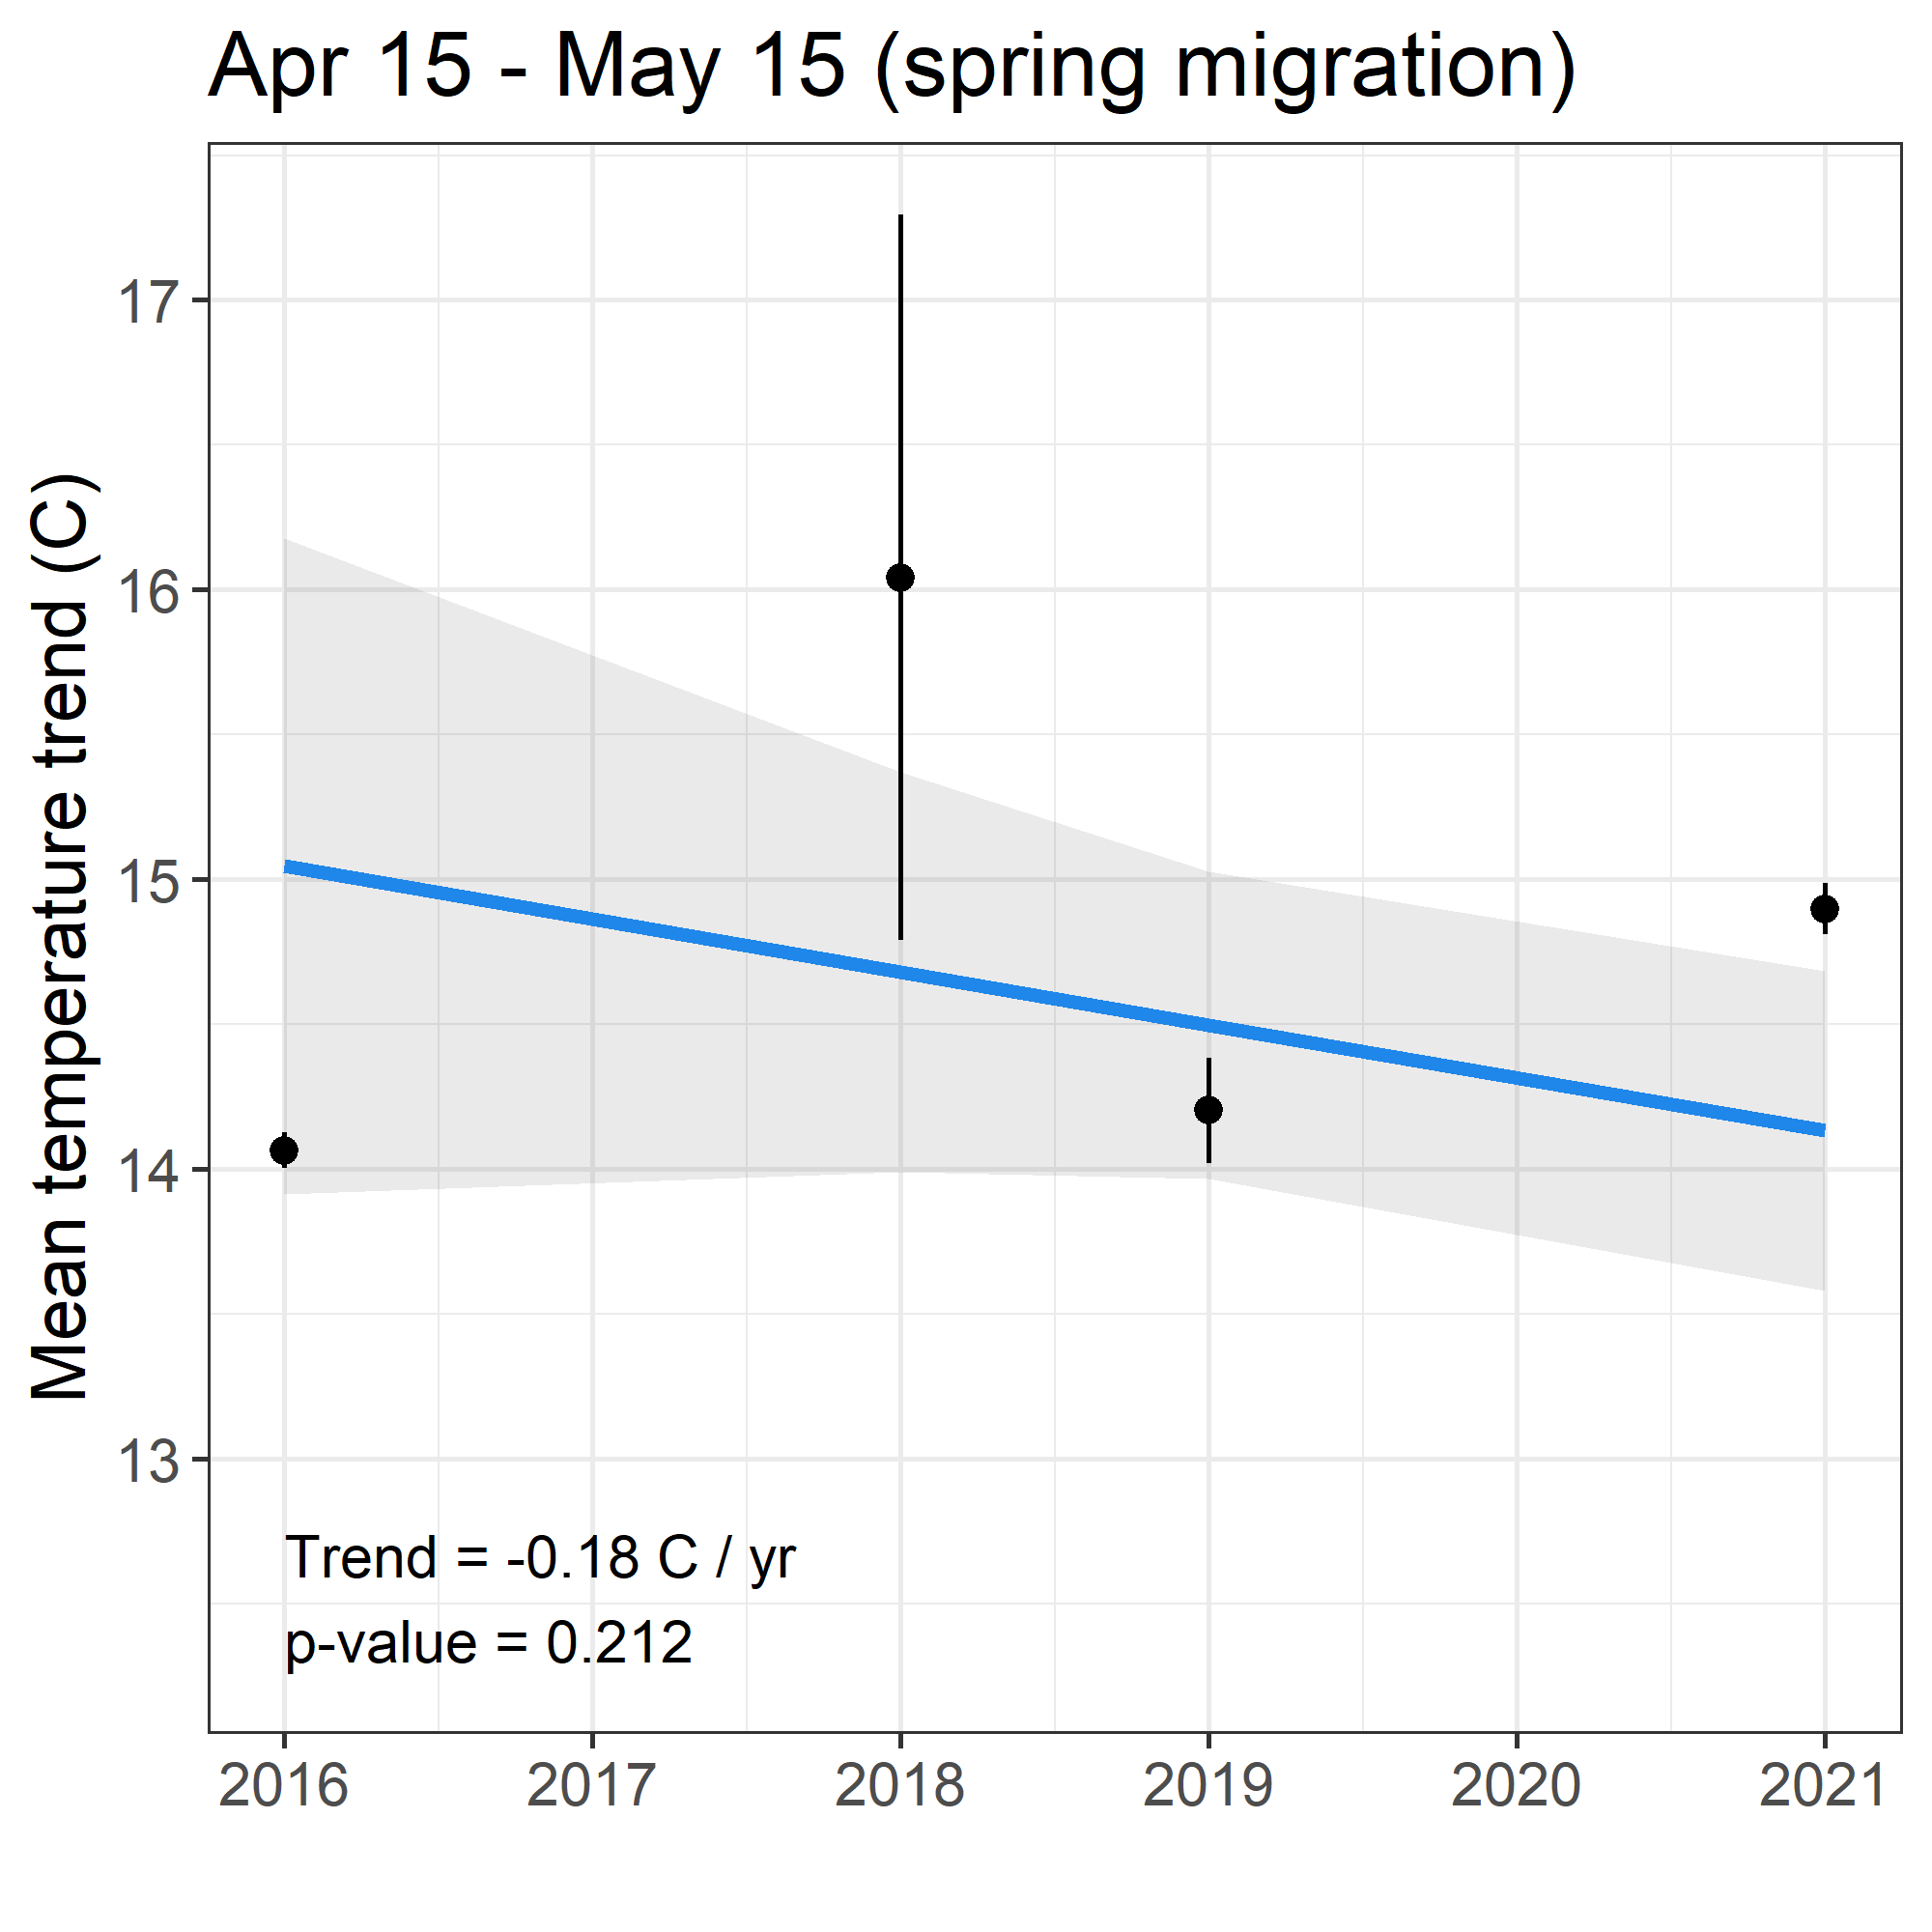 Apr 15 - May 15 (spring migration)
Mean temperature trend (C)
17
16
15
14
13
Trend = -0.18 C / yr
p-value = 0.212
2016 2017 2018 2019 2020 2021